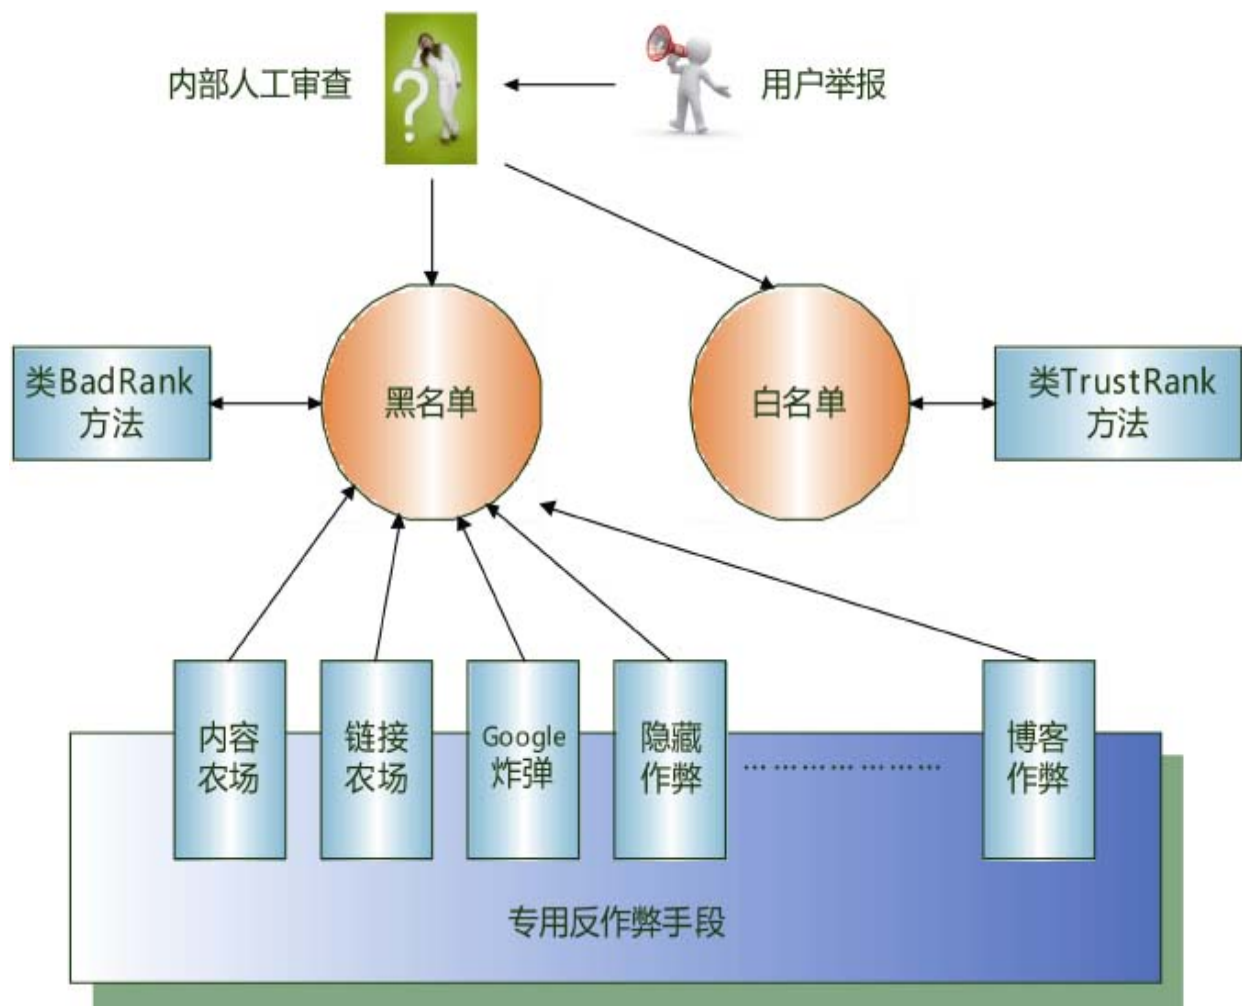 内部人工审查
用户举报
类BadRank
方法
黑名单
白名单
类TrustRank
方法
内容
农场
链接
农场
Google
炸弹
隐藏
作弊
…………………
博客
作弊
专用反作弊手段